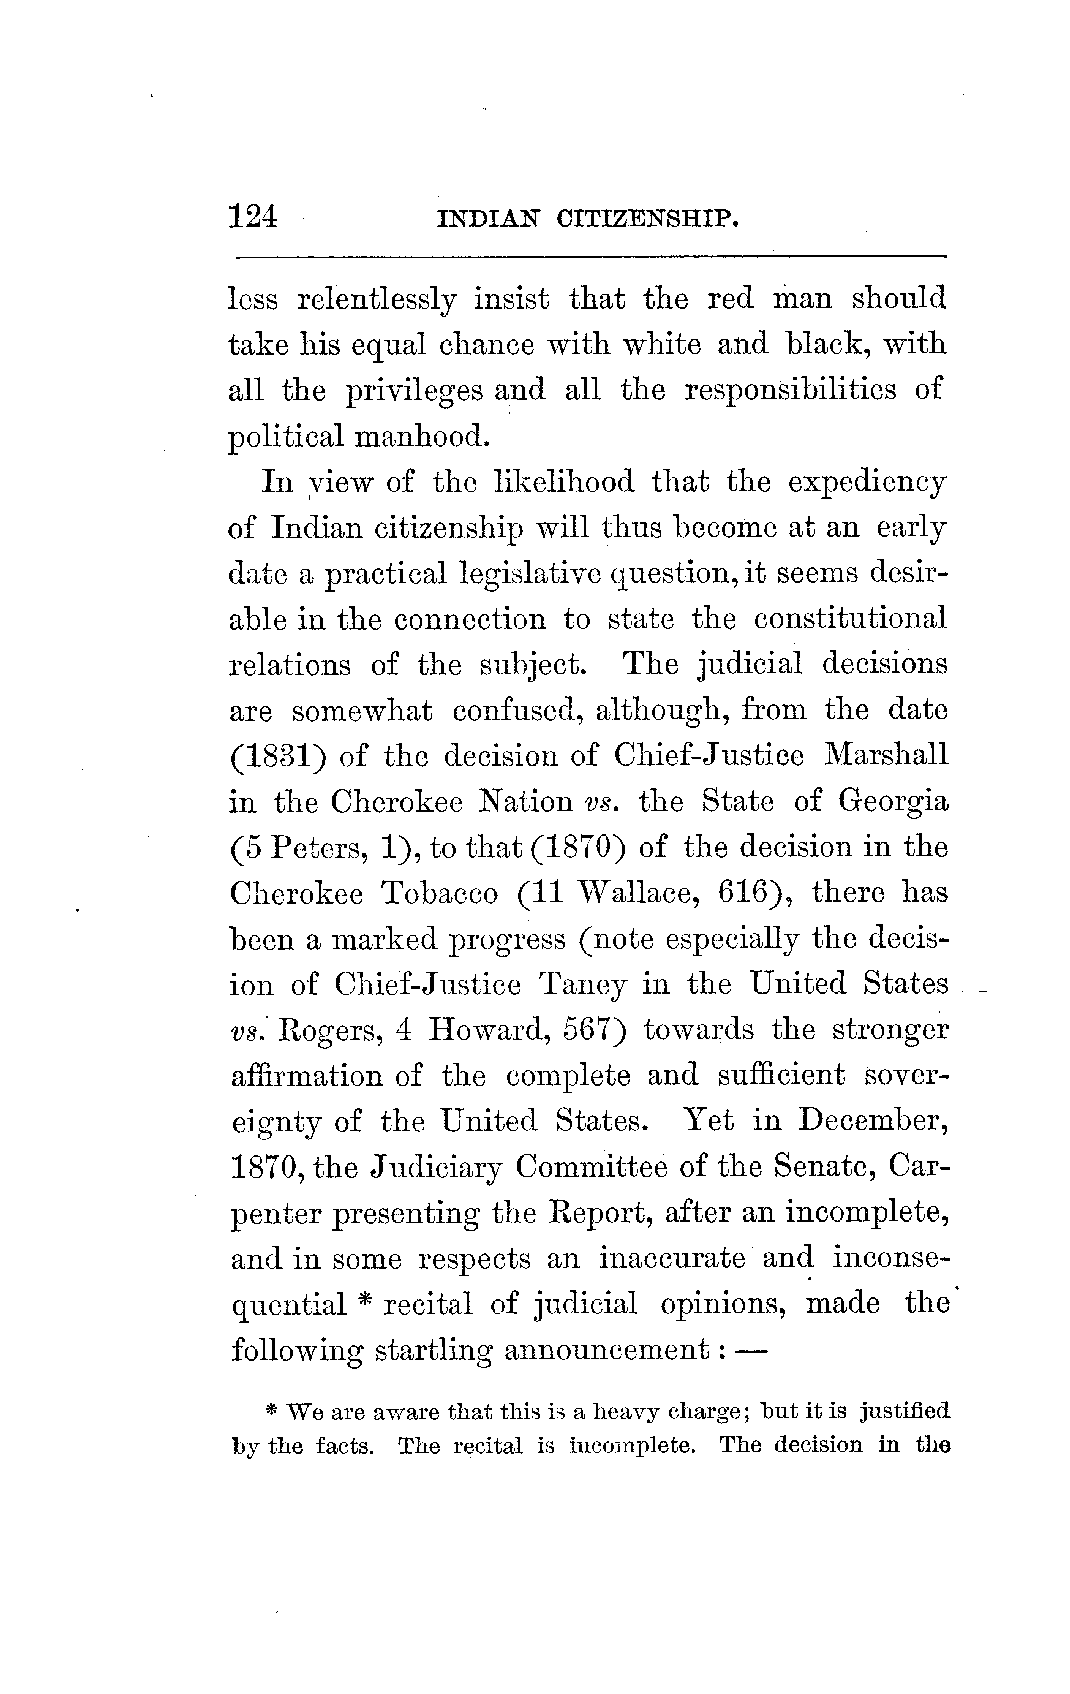 124 INDIAN CITIZENSHIP.
less relentlessly insist that the red man should
take his equal chance with white and black, with
all the privileges and all the responsibilities of
political manhood.
In view of the likelihood that the expediency
of Indian citizenship will thus become at an early
date a practical legislative question, it seems desir-
able in the connection to state the constitutional
relations of the subject. The judicial decisions
are somewhat confused, although, from the date
(1831) of the decision of Chief-Justice Marshall
in the Cherokee Nation vs. the State of Georgia
(5 Peters, 1), to that (1870) of the decision in the
Cherokee Tobacco (11 Wallace, 616), there has
been a marked progress (note especially the decis-
ion of Chief-Justice Taney in the United States
vs. Rogers, 4 Howard, 567) towards the stronger
affirmation of the complete and sufficient sover-
eignty of the United States. Yet in December,
1870, the Judiciary Committee of the Senate, Car-
penter presenting the Report, after an incomplete,
and in some respects an inaccurate and inconse-
quential * recital of judicial opinions, made the
following startling announcement : —
* We are aware that this is a heavy charge; but it is justified
by the facts. The recital is incomplete. The decision in the